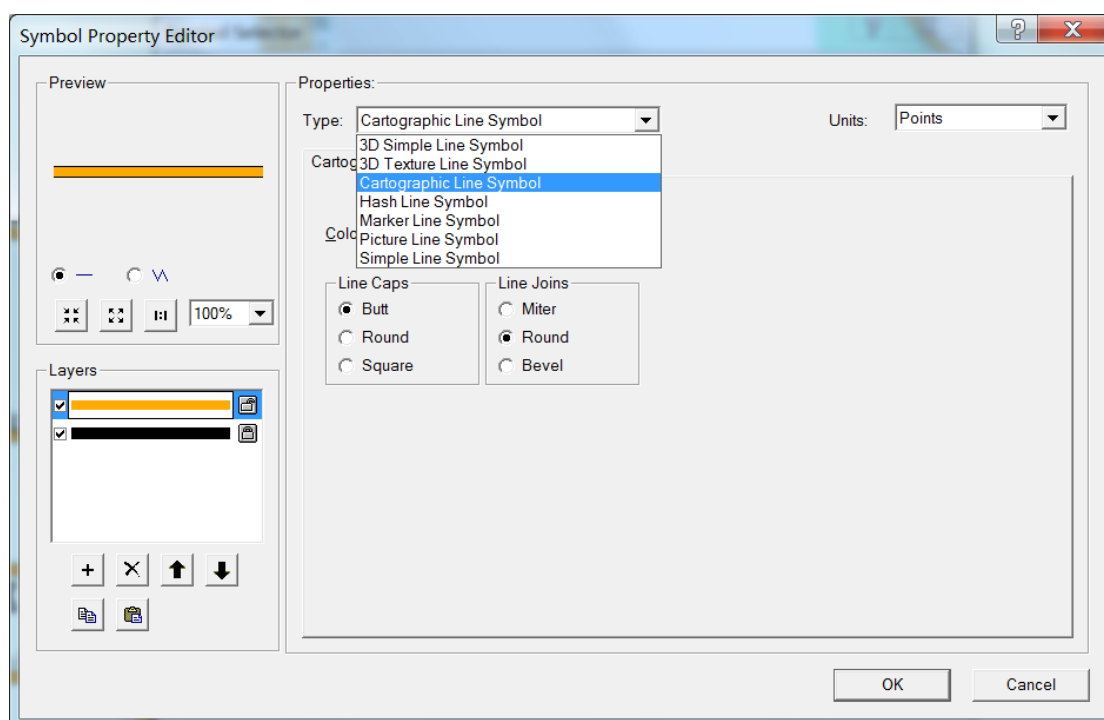 Symbol Property Editor
Preview
100%
Layers
Properties:
Type: Cartographic Line Symbol
Units: Points
3D Simple Line Symbol
3D Texture Line Symbol
Cartographic Line Symbol
Hash Line Symbol
Marker Line Symbol
Picture Line Symbol
Simple Line Symbol
Line Caps
Butt
Round
Square
Line Joins
Miter
Round
Bevel
OK
Cancel